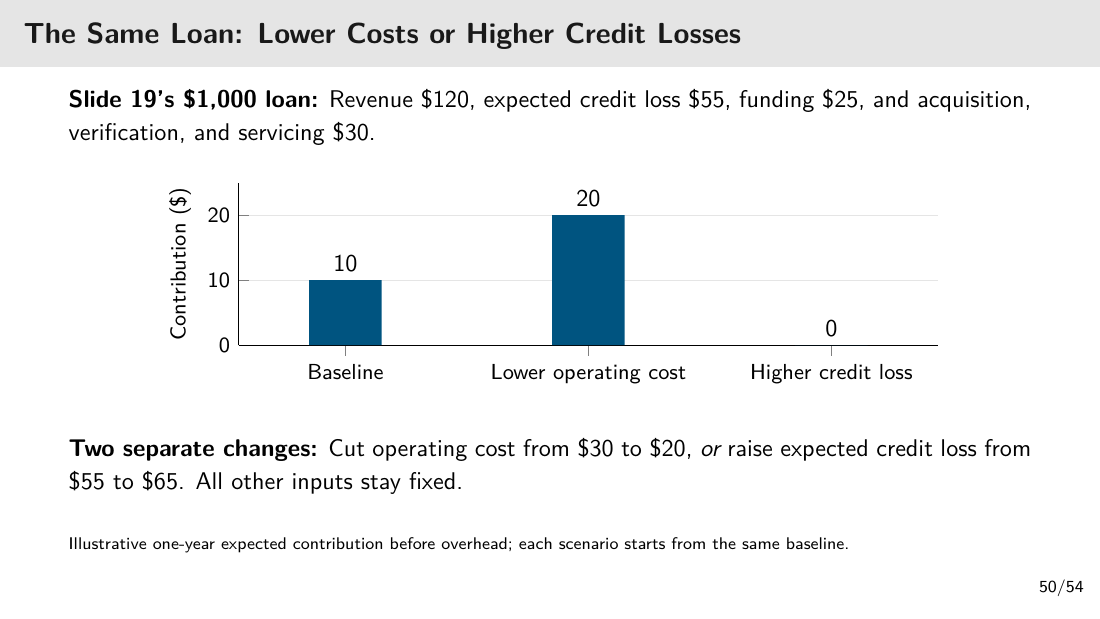 The Same Loan: Lower Costs or Higher Credit Losses
Slide 19's $1,000 loan: Revenue $120, expected credit loss $55, funding $25, and acquisition,
verification, and servicing $30.
Contribution ($)
20
10
0
10
20
0
Baseline
Lower operating cost
Higher credit loss
Two separate changes: Cut operating cost from $30 to $20, or raise expected credit loss from
$55 to $65. All other inputs stay fixed.
Illustrative one-year expected contribution before overhead; each scenario starts from the same baseline.
50/54